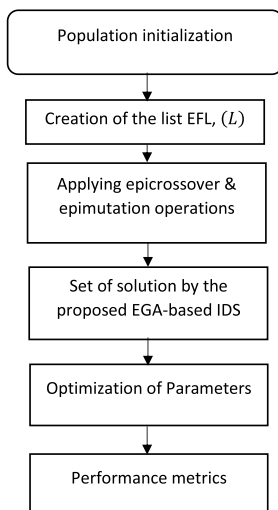 Population initialization
Creation of the list EFL, (L)
Applying epicrossover &
epimutation operations
Set of solution by the
proposed EGA-based IDS
Optimization of Parameters
Performance metrics